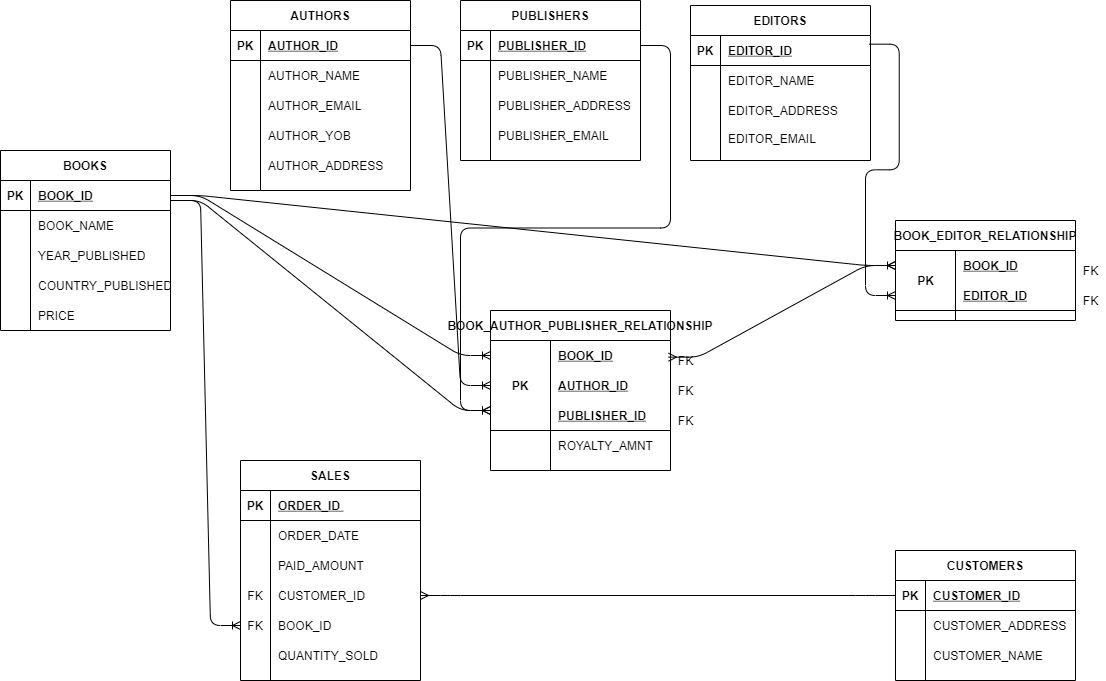 AUTHORS
PK AUTHOR_ID
AUTHOR_NAME
AUTHOR_EMAIL
AUTHOR_YOB
AUTHOR_ADDRESS
PUBLISHERS
PK PUBLISHER_ID
PUBLISHER_NAME
PUBLISHER_ADDRESS
PUBLISHER_EMAIL
EDITORS
PK EDITOR_ID
EDITOR_NAME
EDITOR_ADDRESS
EDITOR_EMAIL
BOOKS
PK BOOK_ID
BOOK_NAME
YEAR_PUBLISHED
COUNTRY_PUBLISHED
PRICE
BOOK_EDITOR_RELATIONSHIP
PK
BOOK_ID FK
EDITOR_ID FK
BOOK_AUTHOR_PUBLISHER_RELATIONSHIP
PK
BOOK_ID FK
AUTHOR_ID FK
PUBLISHER_ID FK
ROYALTY_AMNT
SALES
PK ORDER_ID
ORDER_DATE
PAID_AMOUNT
FK CUSTOMER_ID
FK BOOK_ID
QUANTITY_SOLD
CUSTOMERS
PK CUSTOMER_ID
CUSTOMER_ADDRESS
CUSTOMER_NAME